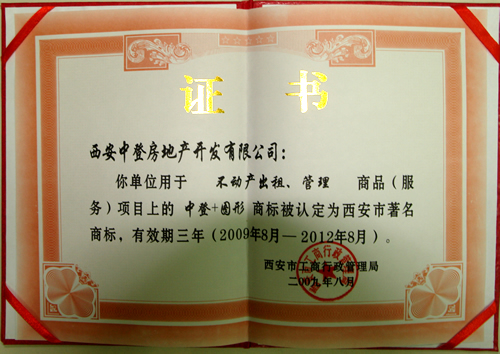 证 书
西安中登房地产开发有限公司:
你单位用于 不动产出租、管理 商品(服
务)项目上的 中登+图形 商标被认定为西安市著名
商标,有效期三年(2009年8月—2012年8月)。
西安市工商行政管理局
二00九年八月